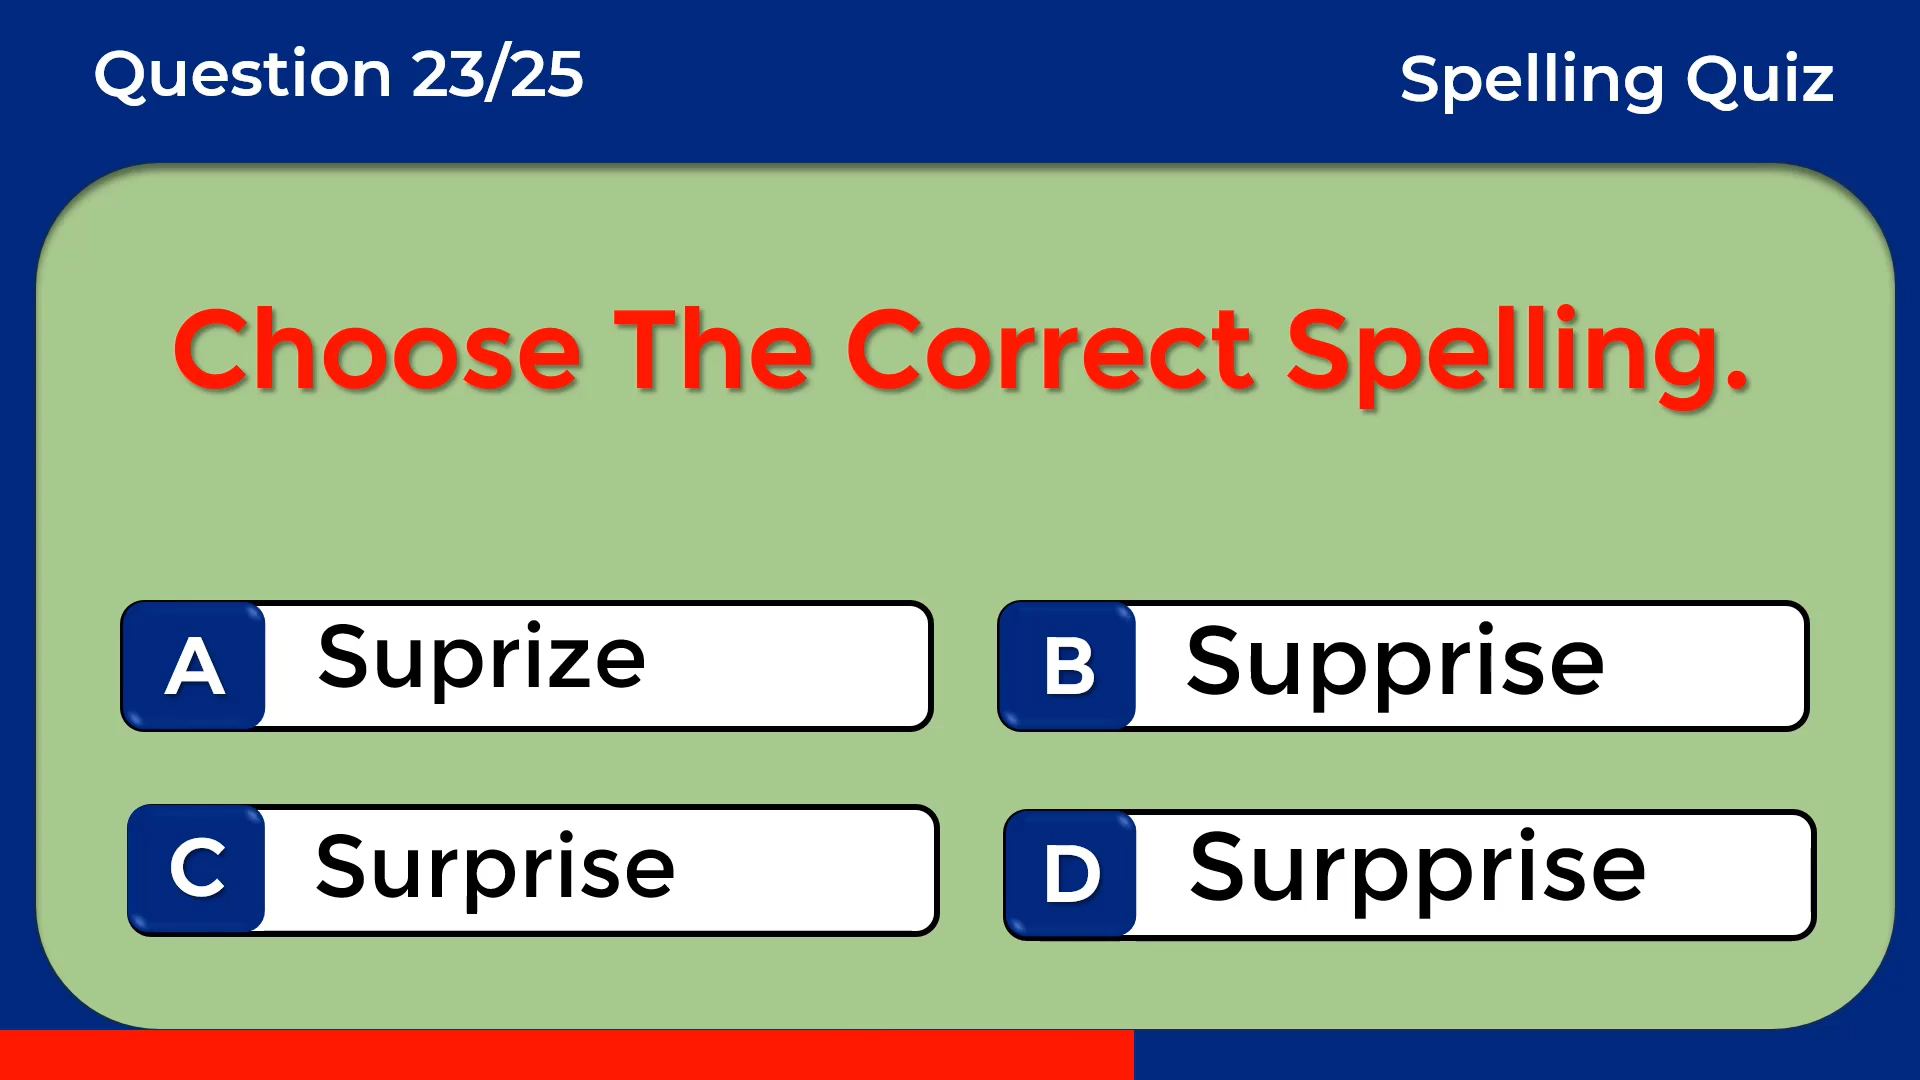 Question 23/25
Spelling Quiz
Choose The Correct Spelling.
A Suprize
B Supprise
C Surprise
D Surpprise